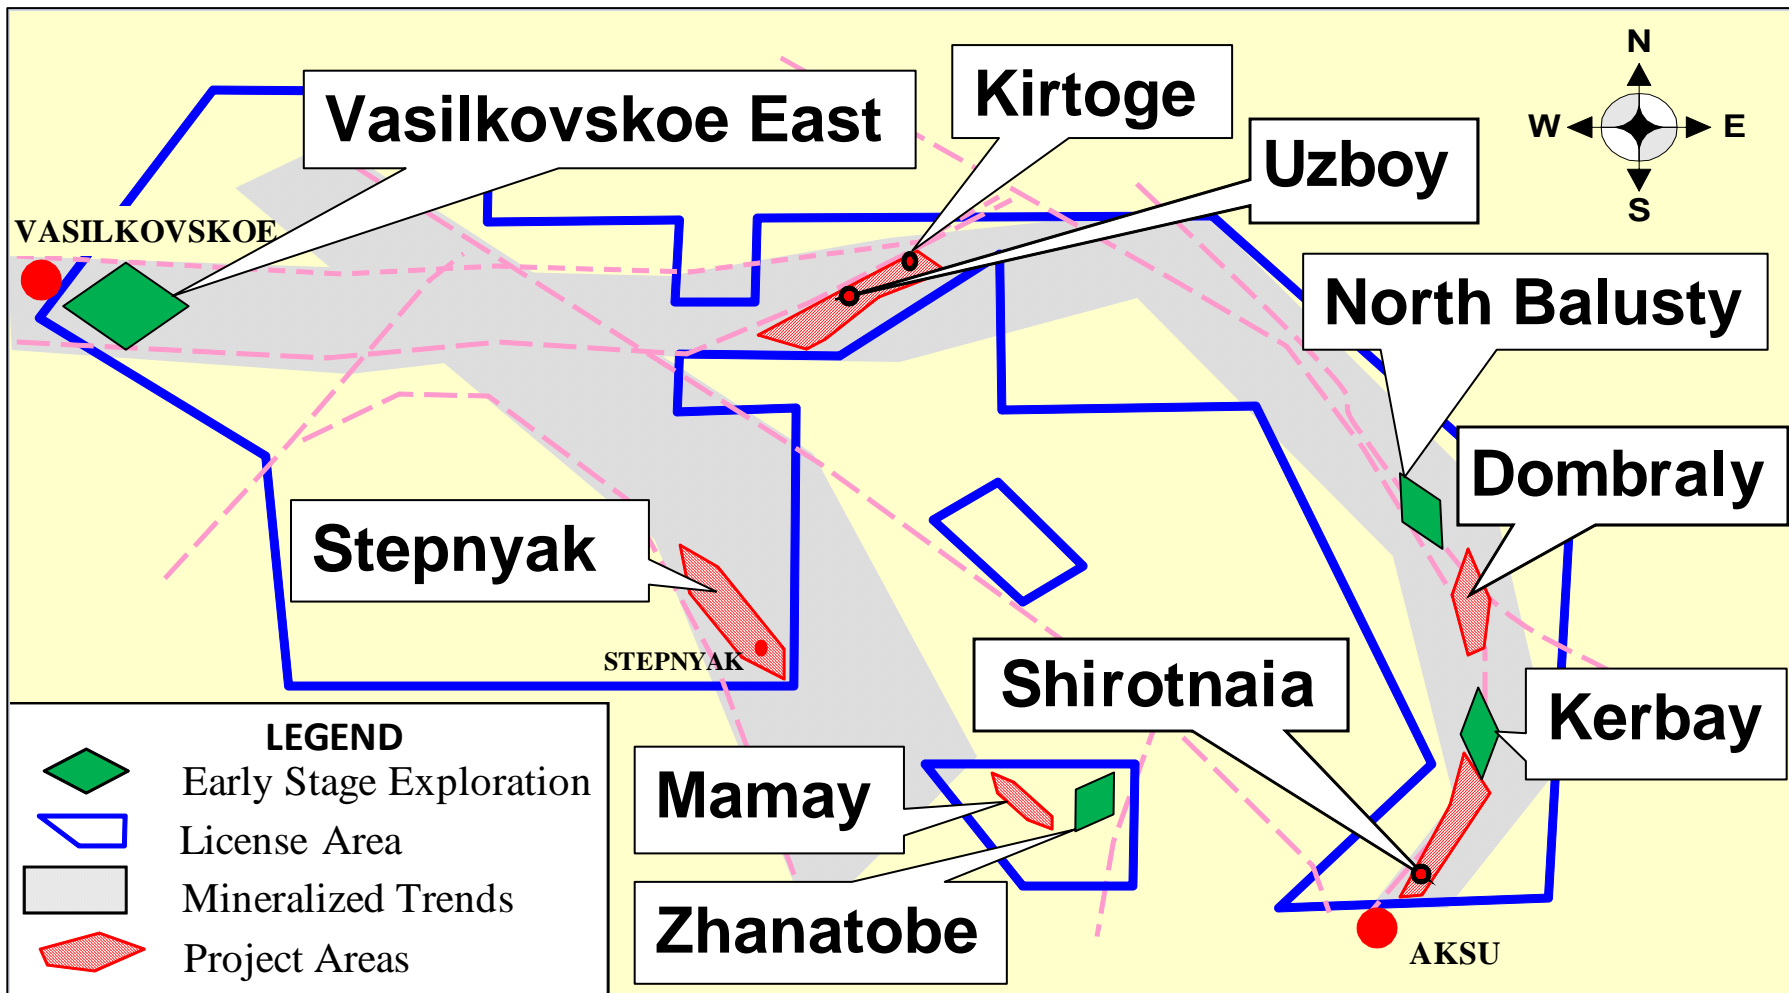 N
Kirtoge
Vasilkovskoe East
W
E
Uzboy
S
VASILKOVSKOE
North Balusty
Dombraly
Stepnyak
STEPNYAK
Shirotnaia
Kerbay
LEGEND
Early Stage Exploration
Mamay
License Area
Mineralized Trends
Zhanatobe
Project Areas
AKSU